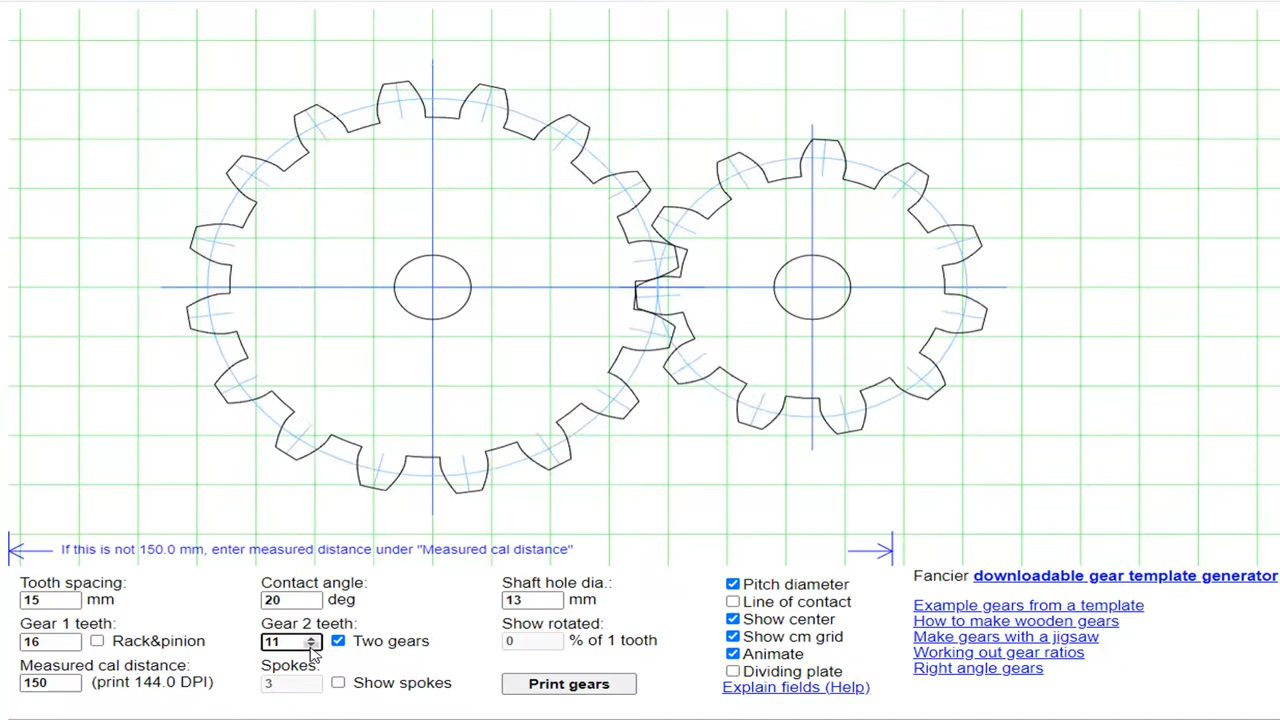 If this is not 150.0 mm, enter measured distance under "Measured cal distance"
Tooth spacing:
15 mm
Contact angle:
20 deg
Shaft hole dia.:
13 mm
Gear 1 teeth:
16 Rack&pinion
Gear 2 teeth:
11 Two gears
Show rotated:
0 % of 1 tooth
Measured cal distance:
150 (print 144.0 DPI)
Spokes:
3 Show spokes
Print gears
Pitch diameter
Line of contact
Show center
Show cm grid
Animate
Dividing plate
Explain fields (Help)
Fancier downloadable gear template generator
Example gears from a template
How to make wooden gears
Make gears with a jigsaw
Working out gear ratios
Right angle gears